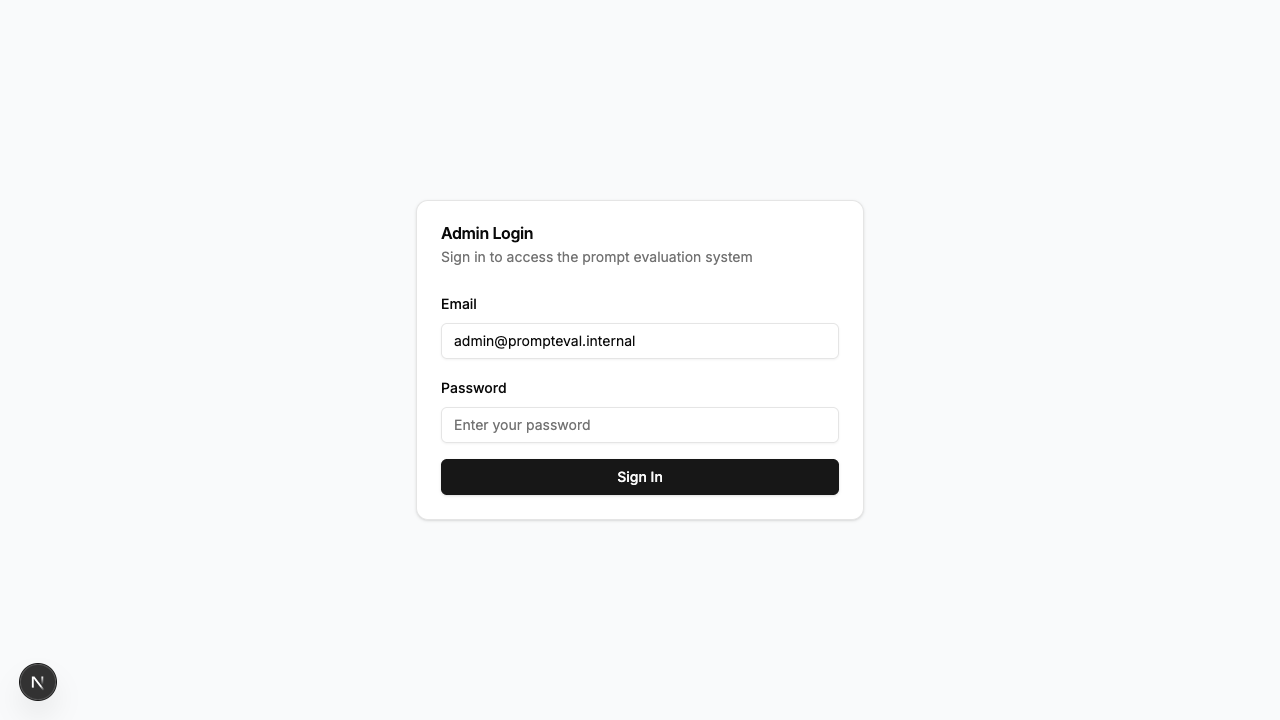 Admin Login
Sign in to access the prompt evaluation system
Email
admin@prompteval.internal
Password
Enter your password
Sign In
N